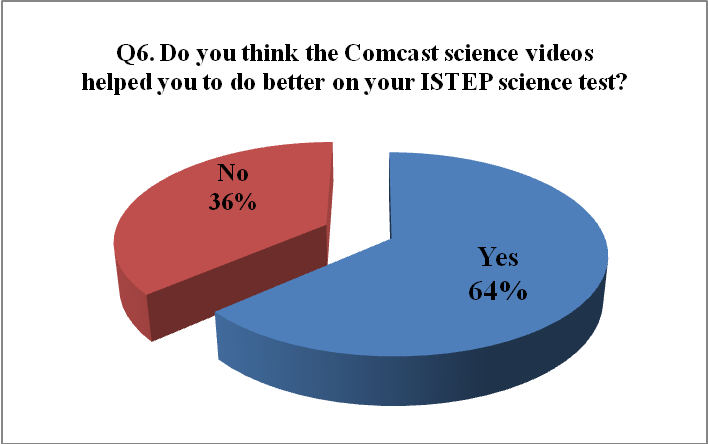 Q6. Do you think the Comcast science videos
helped you to do better on your ISTEP science test?
No
36%
Yes
64%